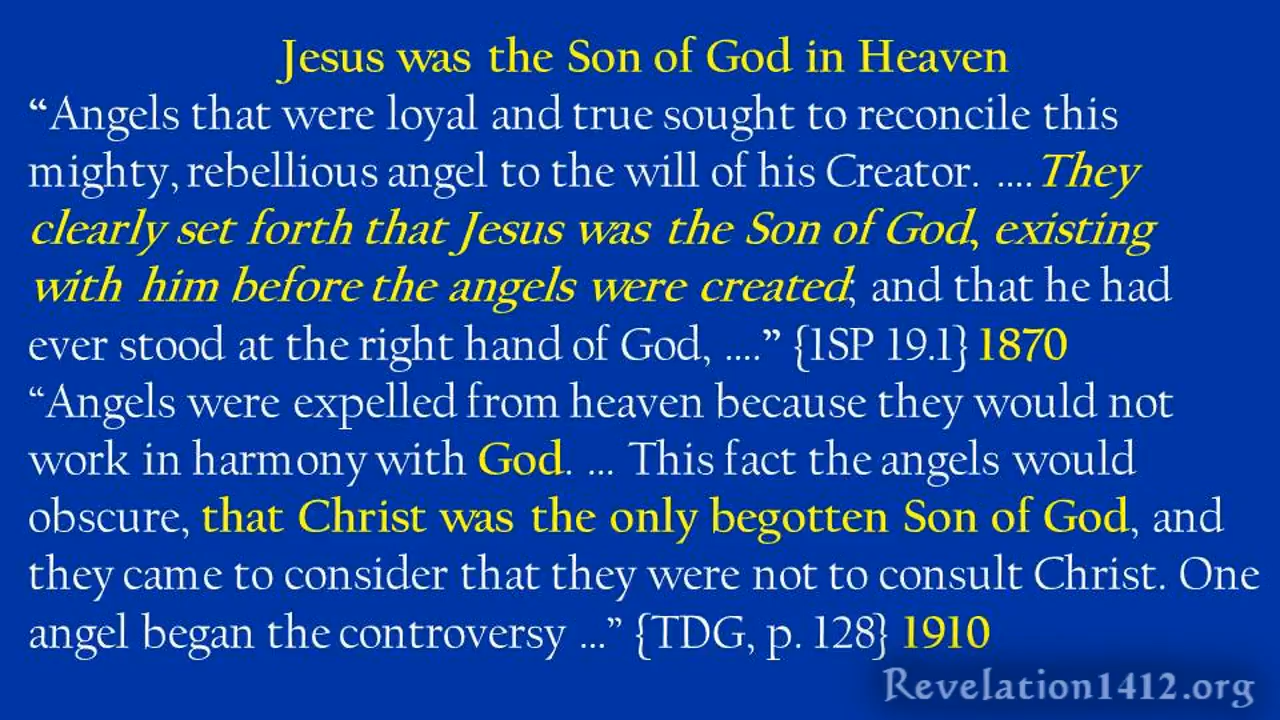 Jesus was the Son of God in Heaven
“Angels that were loyal and true sought to reconcile this
mighty, rebellious angel to the will of his Creator. ....They
clearly set forth that Jesus was the Son of God, existing
with him before the angels were created; and that he had
ever stood at the right hand of God, ....” {1SP 19.1} 1870
“Angels were expelled from heaven because they would not
work in harmony with God. ... This fact the angels would
obscure, that Christ was the only begotten Son of God, and
they came to consider that they were not to consult Christ. One
angel began the controversy ...” {TDG, p. 128} 1910
Revelation1412.org